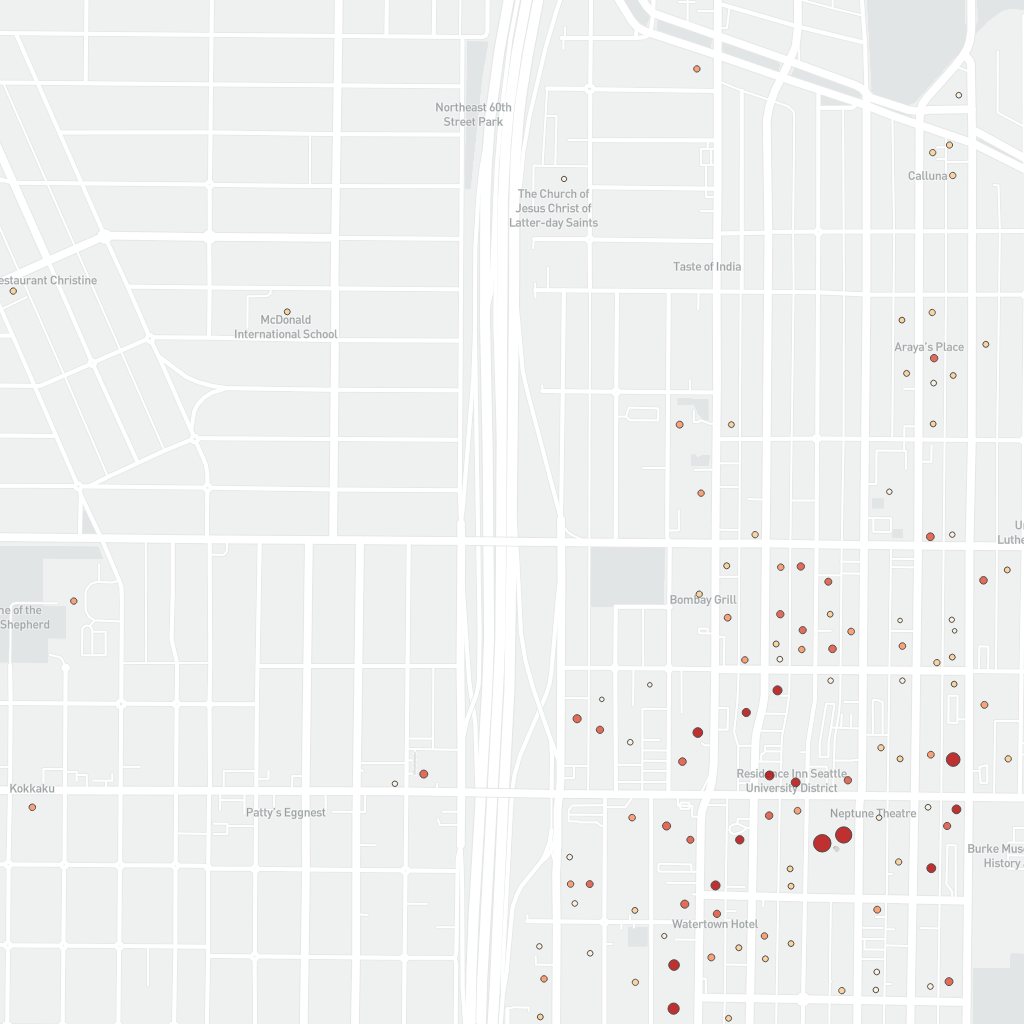 Northeast 60th
Street Park
Calluna
The Church of
Jesus Christ of
Latter-day Saints
Taste of India
estaurant Christine
McDonald
International School
Araya's Place
Luthe
Bombay Grill
ne of the
Shepherd
Residence Inn Seattle
University District
Kokkaku
Patty's Eggnest
Neptune Theatre
Burke Mus
History
Watertown Hotel